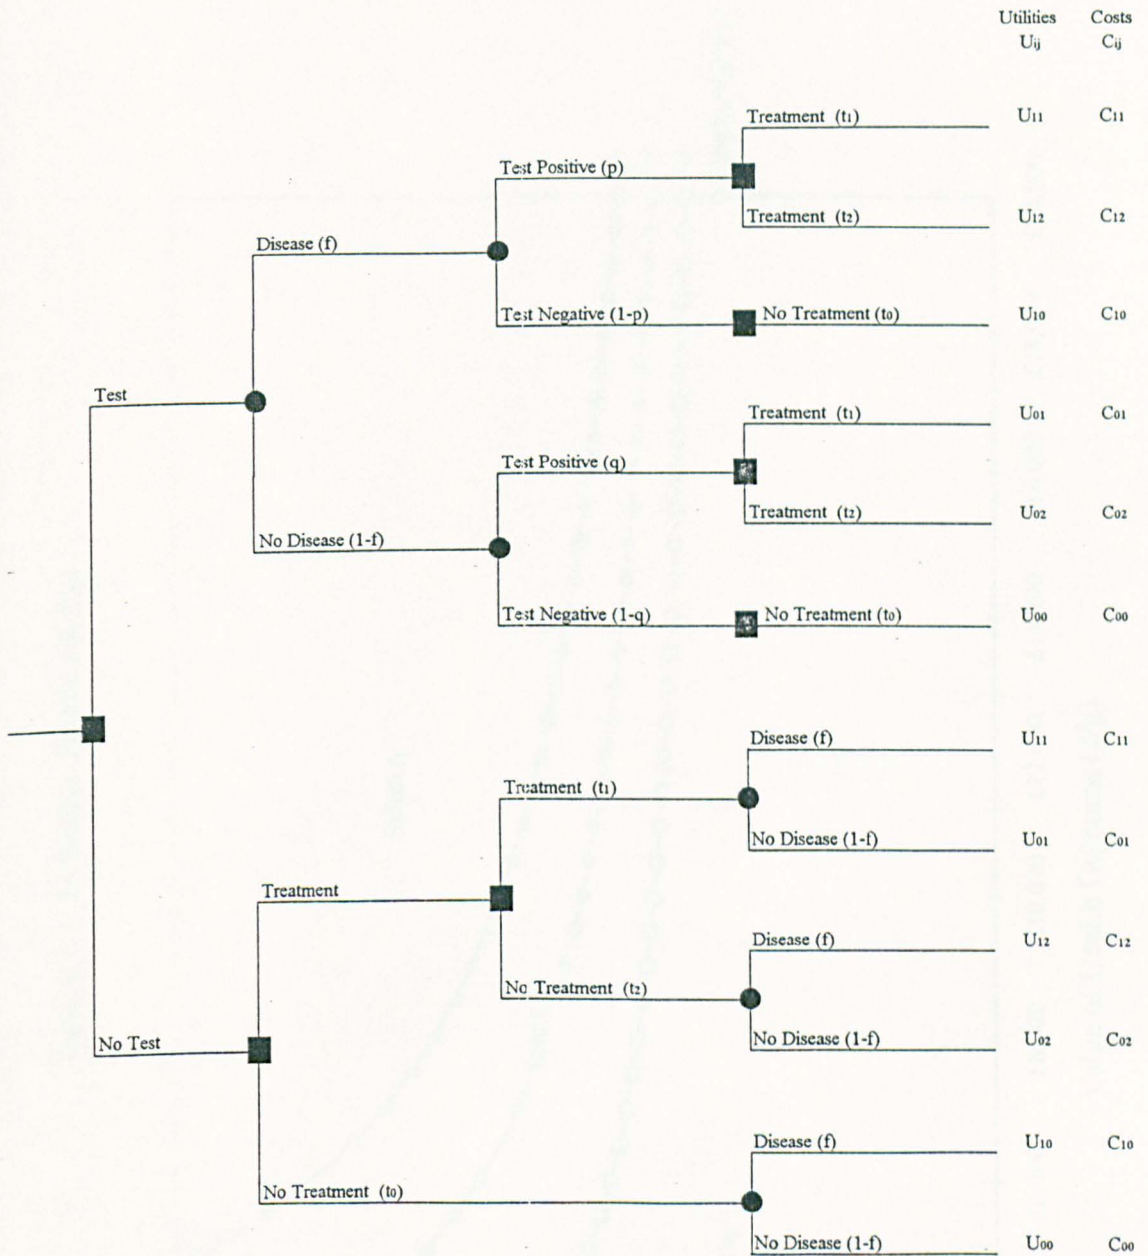 Utilities Costs
Uij Cij
Treatment (t1) U11 C11
Test Positive (p)
Treatment (t2) U12 C12
Disease (f)
Test Negative (1-p) No Treatment (t0) U10 C10
Test
Treatment (t1) U01 C01
Test Positive (q)
Treatment (t2) U02 C02
No Disease (1-f)
Test Negative (1-q) No Treatment (t0) U00 C00
Disease (f) U11 C11
Treatment (t1)
No Disease (1-f) U01 C01
Treatment
Disease (f) U12 C12
No Treatment (t2)
No Test
No Disease (1-f) U02 C02
Disease (f) U10 C10
No Treatment (t0)
No Disease (1-f) U00 C00